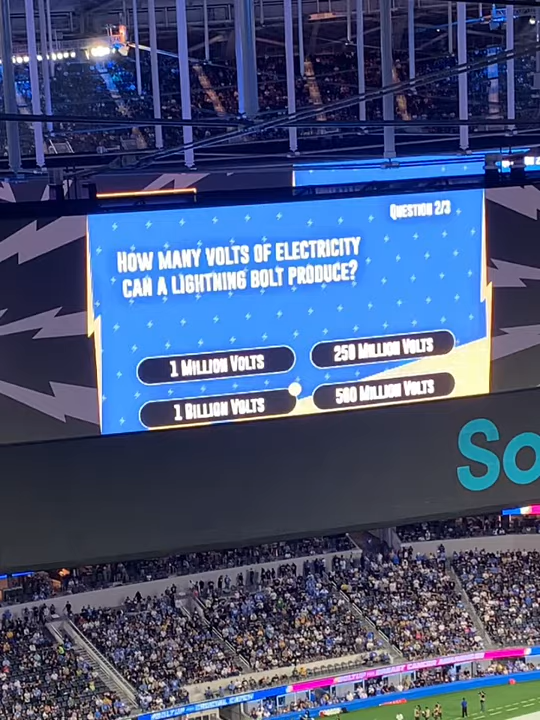 QUESTION 2/3
HOW MANY VOLTS OF ELECTRICITY
CAN A LIGHTNING BOLT PRODUCE?
1 MILLION VOLTS
250 MILLION VOLTS
1 BILLION VOLTS
500 MILLION VOLTS
So